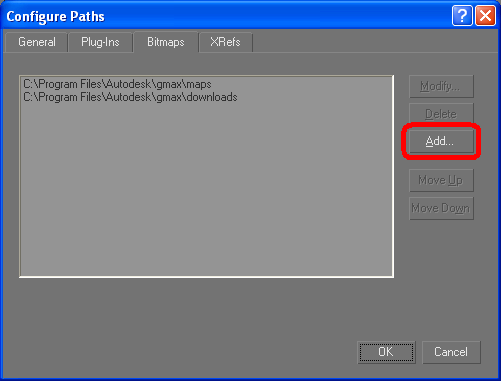 Configure Paths
General Plug-Ins Bitmaps XRefs
C:\Program Files\Autodesk\gmax\maps
C:\Program Files\Autodesk\gmax\downloads
Modify...
Delete
Add...
Move Up
Move Down
OK Cancel